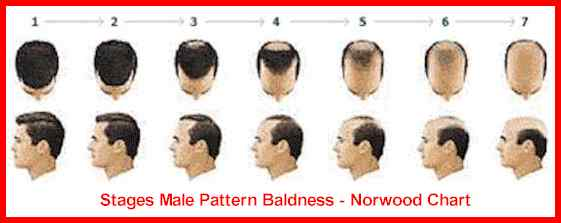 1 2 3 4 5 6 7
Stages Male Pattern Baldness - Norwood Chart